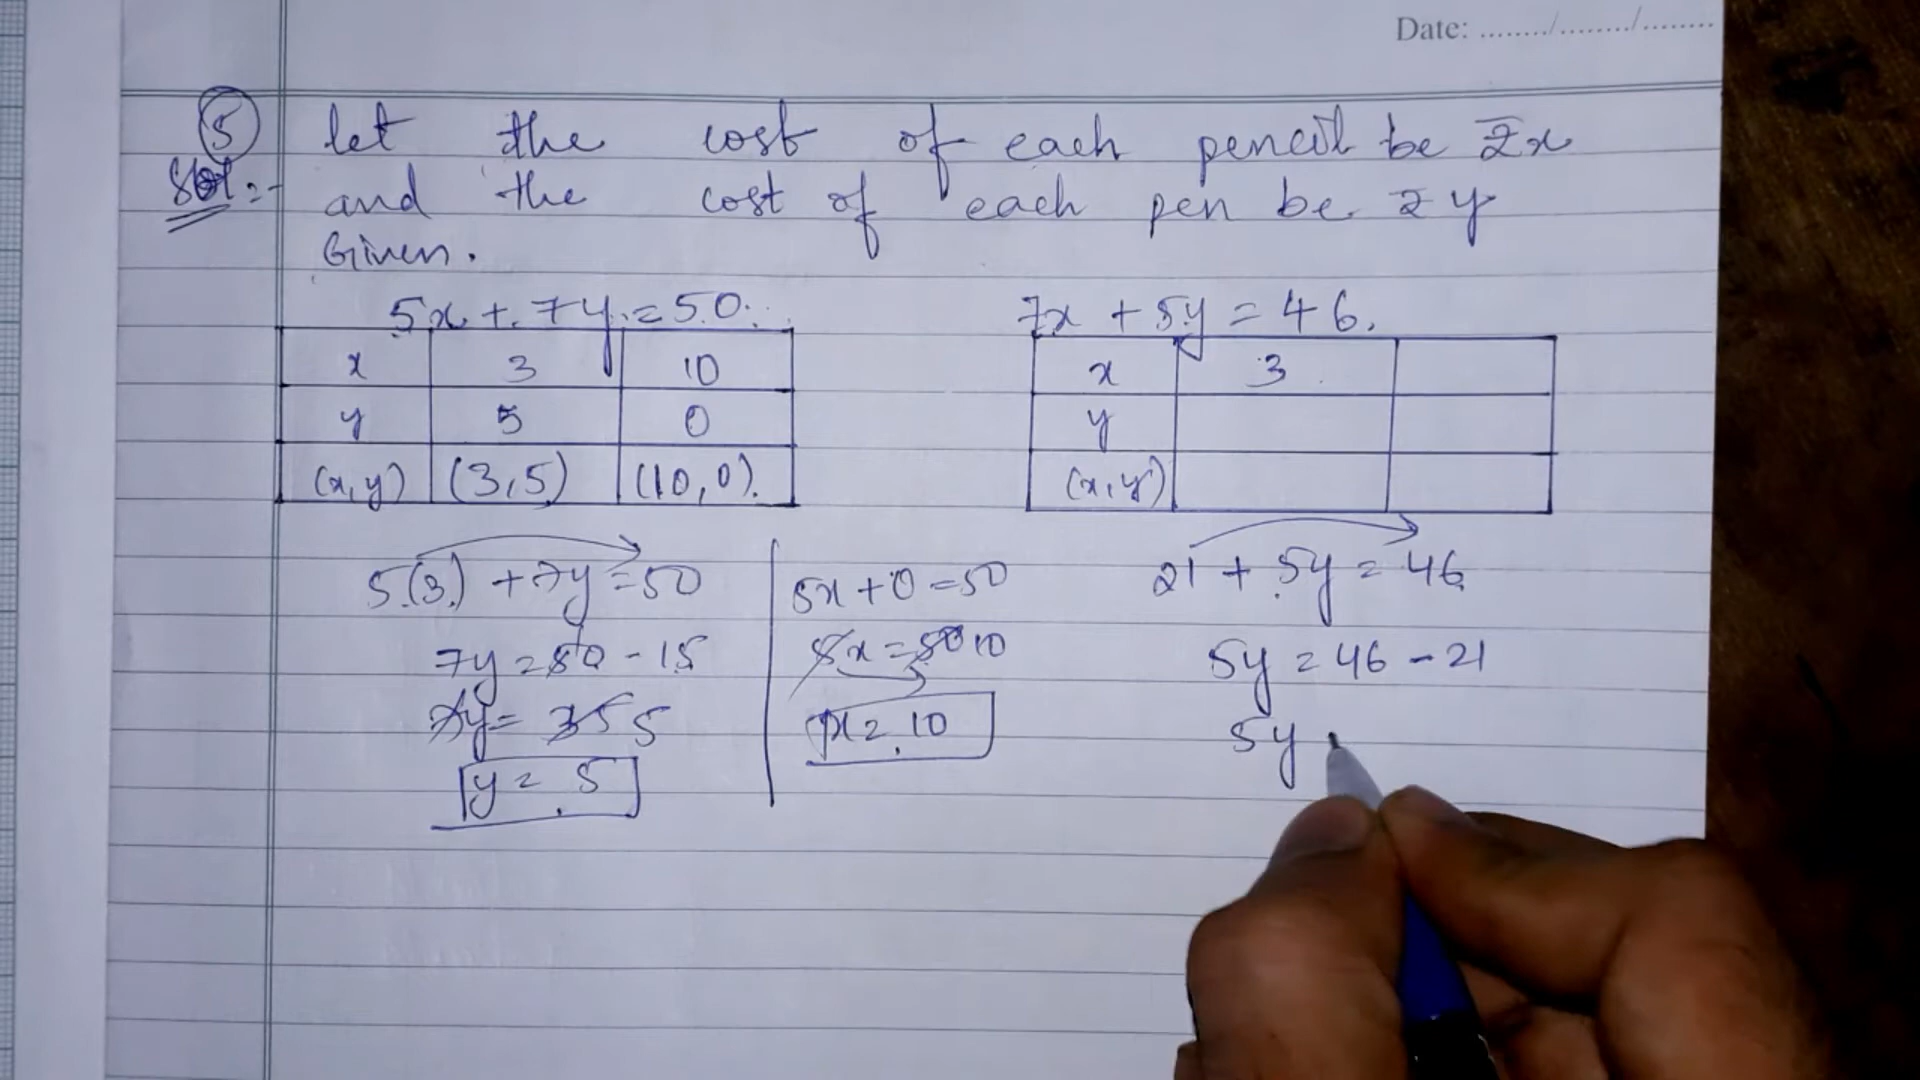 Date: ......../......../........
5 let the cost of each pencil be ₹x
Sol:- and the cost of each pen be ₹y
Given.
5x + 7y = 50.
x 3 10
y 5 0
(x,y) (3,5) (10,0).
5(3) + 7y = 50
7y = 50 - 15
7y = 35 5
y = 5
5x + 0 = 50
5x = 50 10
x = 10
7x + 5y = 46.
x 3
y
(x,y)
21 + 5y = 46
5y = 46 - 21
5y